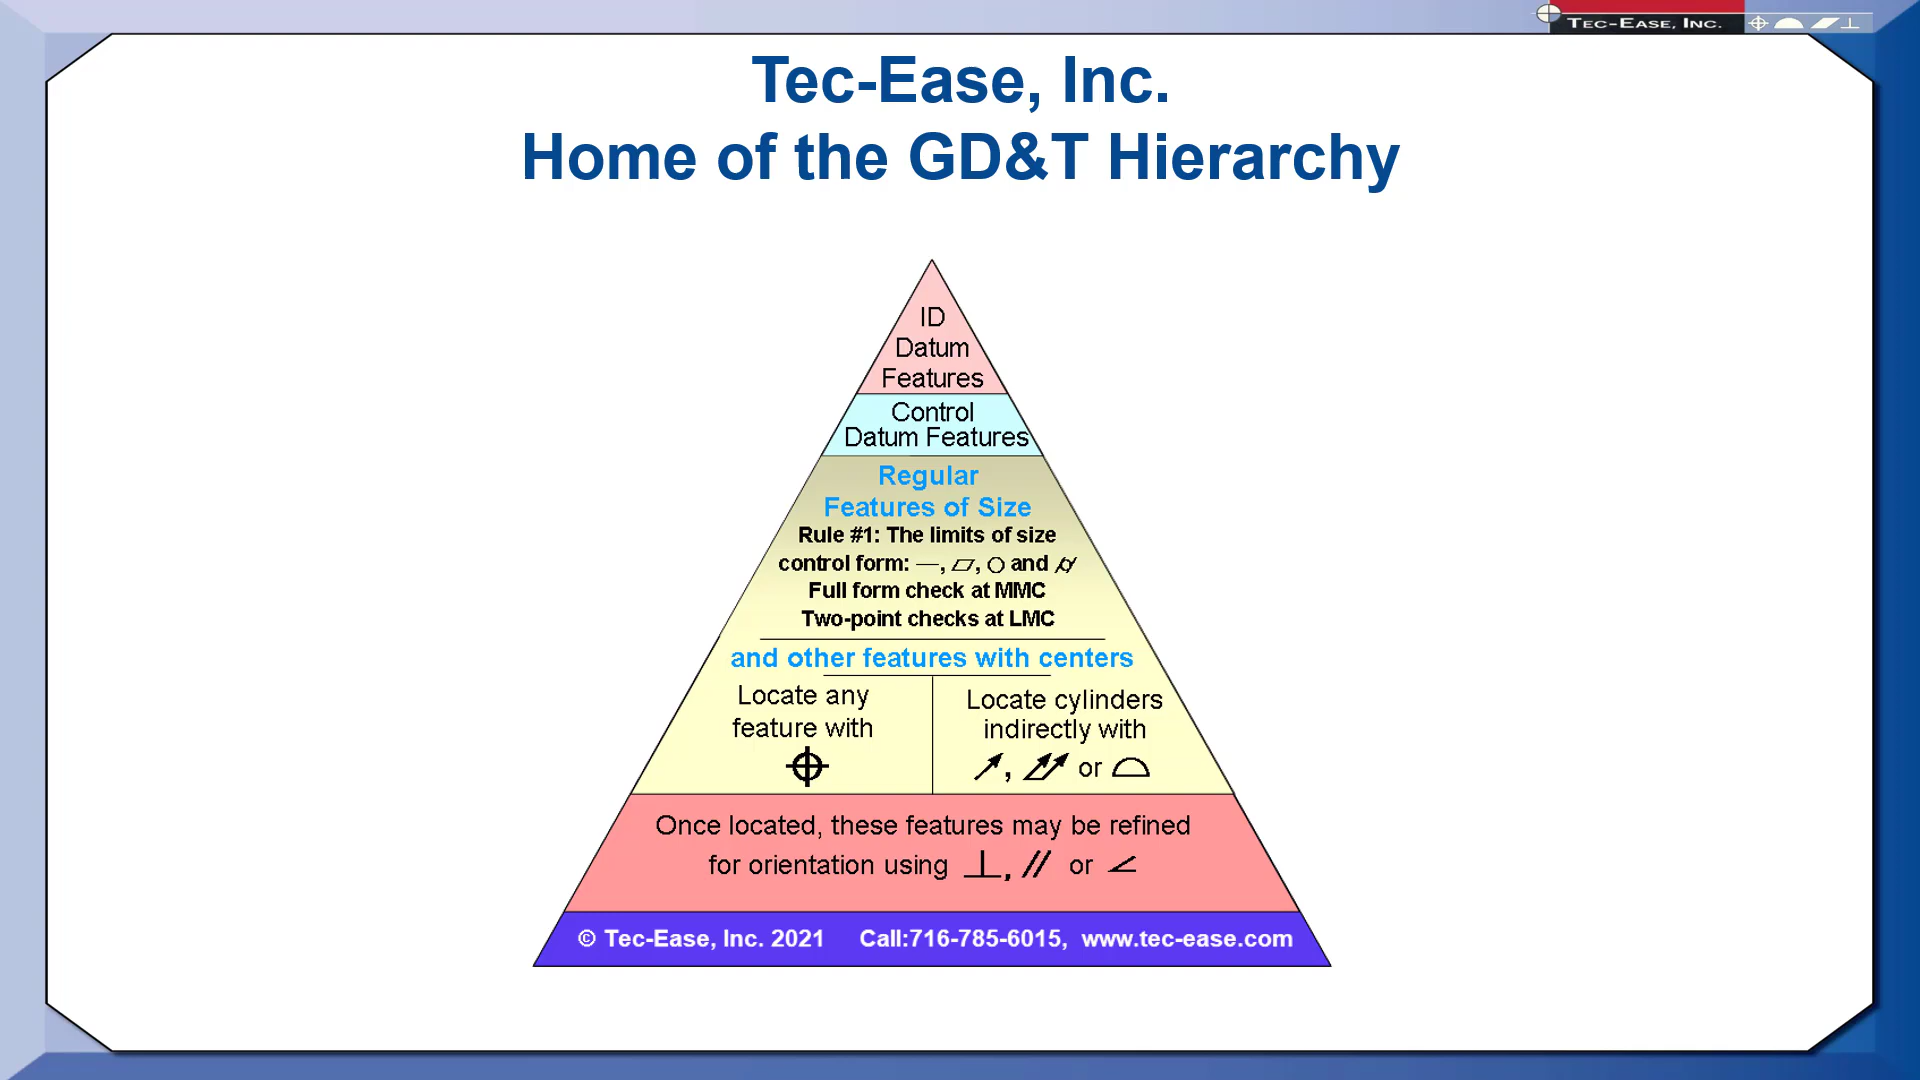 TEC-EASE, INC.
Tec-Ease, Inc.
Home of the GD&T Hierarchy
ID
Datum
Features
Control
Datum Features
Regular
Features of Size
Rule #1: The limits of size
control form: —, ▱, ○ and ⌭
Full form check at MMC
Two-point checks at LMC
and other features with centers
Locate any
feature with
⌖
Locate cylinders
indirectly with
↗, ⌰ or ⌓
Once located, these features may be refined
for orientation using ⊥, // or ∠
© Tec-Ease, Inc. 2021 Call:716-785-6015, www.tec-ease.com